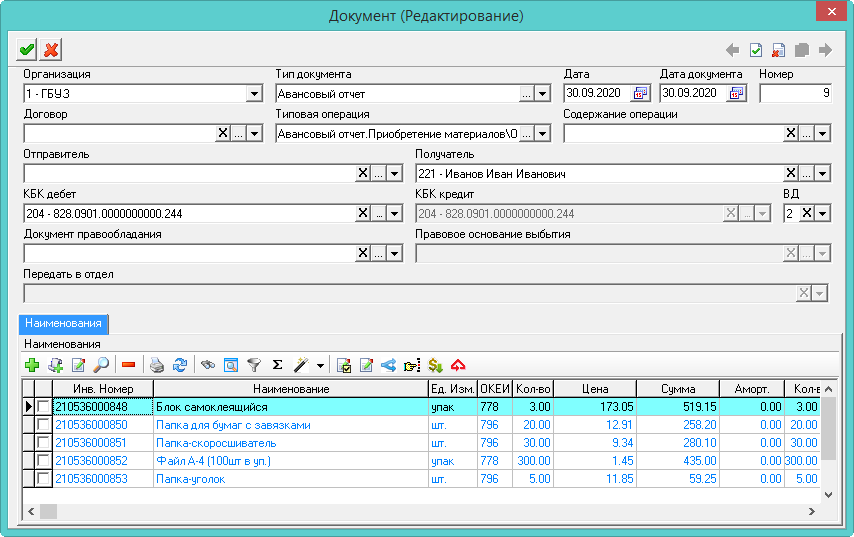 Документ (Редактирование)
Организация Тип документа Дата Дата документа Номер
1 - ГБУЗ Авансовый отчет 30.09.2020 30.09.2020 9
Договор Типовая операция Содержание операции
Авансовый отчет.Приобретение материалов\О
Отправитель Получатель
221 - Иванов Иван Иванович
КБК дебет КБК кредит ВД
204 - 828.0901.0000000000.244 204 - 828.0901.0000000000.244 2
Документ правообладания Правовое основание выбытия
Передать в отдел
Наименования
Наименования
Инв. Номер Наименование Ед. Изм. ОКЕИ Кол-во Цена Сумма Аморт. Кол-в
210536000848 Блок самоклеящийся упак 778 3.00 173.05 519.15 0.00 3.00
210536000850 Папка для бумаг с завязками шт. 796 20.00 12.91 258.20 0.00 20.00
210536000851 Папка-скоросшиватель шт. 796 30.00 9.34 280.10 0.00 30.00
210536000852 Файл А-4 (100шт в уп.) упак 778 300.00 1.45 435.00 0.00 300.00
210536000853 Папка-уголок шт. 796 5.00 11.85 59.25 0.00 5.00